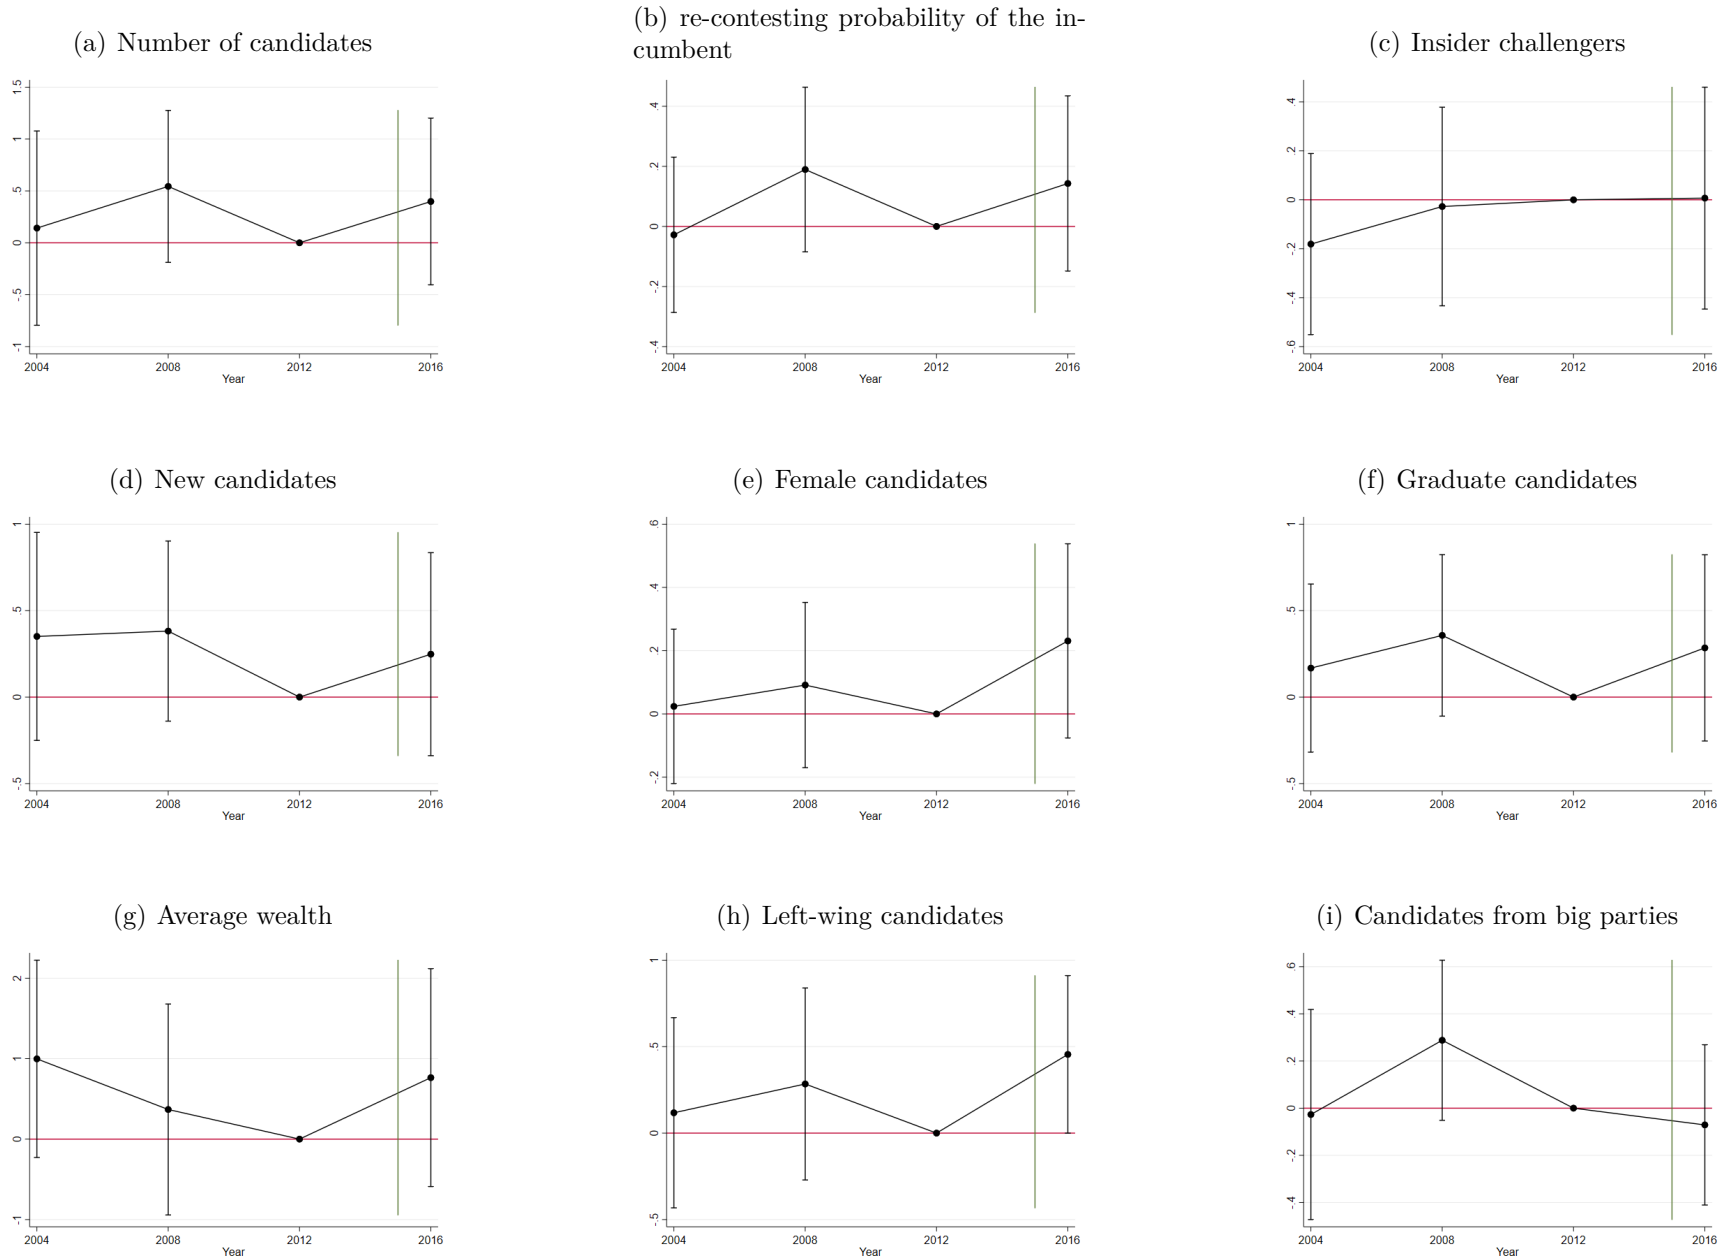 (a) Number of candidates
(b) re-contesting probability of the in-
cumbent
(c) Insider challengers
1.5
1
.5
0
-.5
-1
2004 2008 2012 2016
Year
.4
.2
0
-.2
-.4
2004 2008 2012 2016
Year
.4
.2
0
-.2
-.4
-.6
2004 2008 2012 2016
Year
(d) New candidates
(e) Female candidates
(f) Graduate candidates
1
.5
0
-.5
2004 2008 2012 2016
Year
.6
.4
.2
0
-.2
2004 2008 2012 2016
Year
1
.5
0
-.5
2004 2008 2012 2016
Year
(g) Average wealth
(h) Left-wing candidates
(i) Candidates from big parties
2
1
0
-1
2004 2008 2012 2016
Year
1
.5
0
-.5
2004 2008 2012 2016
Year
.6
.4
.2
0
-.2
-.4
2004 2008 2012 2016
Year